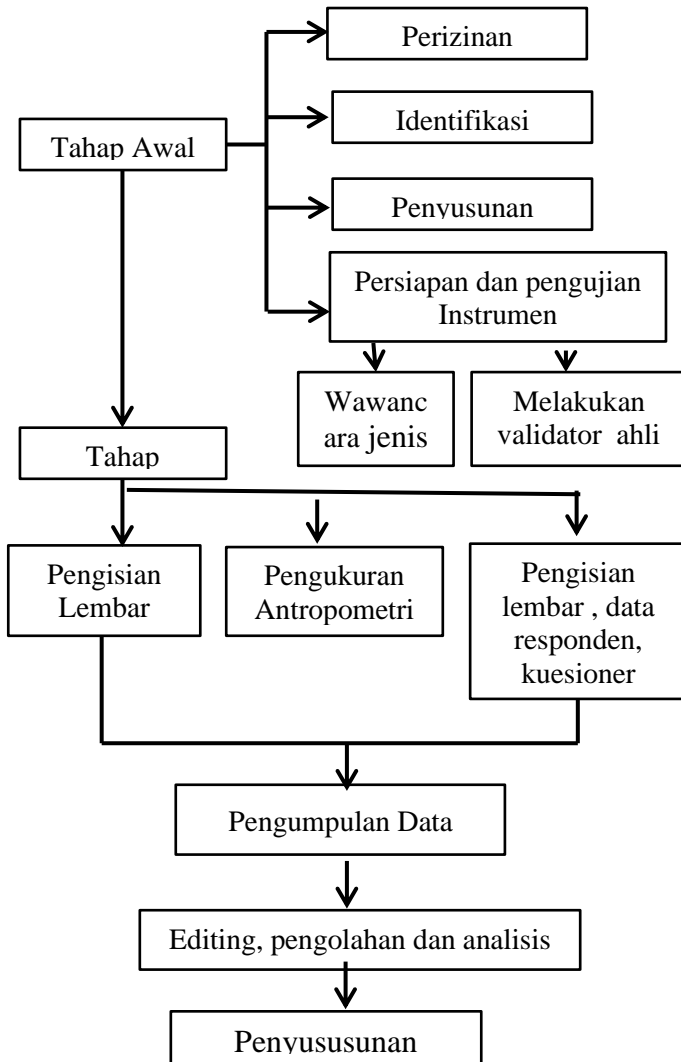 Perizinan
Identifikasi
Tahap Awal
Penyusunan
Persiapan dan pengujian
Instrumen
Wawanc
ara jenis
Melakukan
validator ahli
Tahap
Pengisian
Lembar
Pengukuran
Antropometri
Pengisian
lembar , data
responden,
kuesioner
Pengumpulan Data
Editing, pengolahan dan analisis
Penyususunan